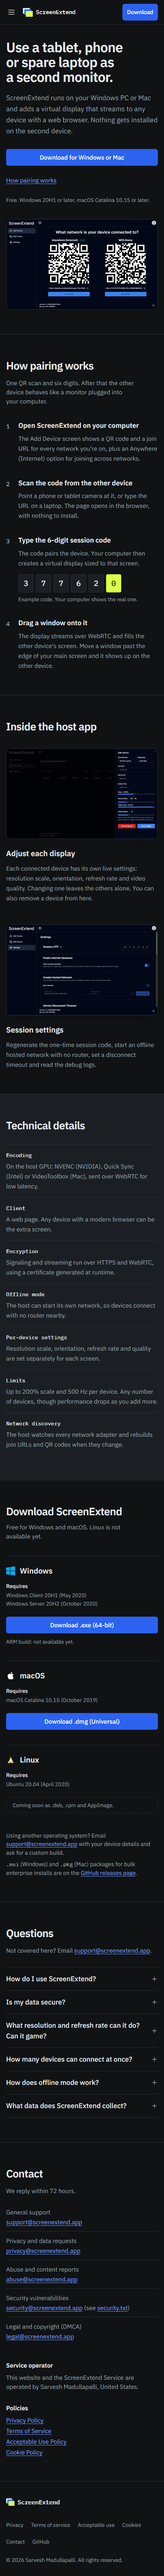 ScreenExtend
Download
Use a tablet, phone
or spare laptop as
a second monitor.
ScreenExtend runs on your Windows PC or Mac
and adds a virtual display that streams to any
device with a web browser. Nothing gets installed
on the second device.
Download for Windows or Mac
How pairing works
Free. Windows 20H1 or later, macOS Catalina 10.15 or later.
ScreenExtend
What network is your device connected to?
How pairing works
One QR scan and six digits. After that the other
device behaves like a monitor plugged into
your computer.
1
Open ScreenExtend on your computer
The Add Device screen shows a QR code and a join
URL for every network you're on, plus an Anywhere
(Internet) option for joining across networks.
2
Scan the code from the other device
Point a phone or tablet camera at it, or type the
URL on a laptop. The page opens in the browser,
with nothing to install.
3
Type the 6-digit session code
The code pairs the device. Your computer then
creates a virtual display sized to that screen.
3 7 7 6 2 0
Example code. Your computer shows the real one.
4
Drag a window onto it
The display streams over WebRTC and fills the
other device's screen. Move a window past the
edge of your main screen and it shows up on the
other device.
Inside the host app
Adjust each display
Each connected device has its own live settings:
resolution scale, orientation, refresh rate and video
quality. Changing one leaves the others alone. You can
also rename a device from here.
ScreenExtend
Settings
Session settings
Regenerate the one-time session code, start an offline
hosted network with no router, set a disconnect
timeout and read the debug logs.
Technical details
Encoding
On the host GPU: NVENC (NVIDIA), Quick Sync
(Intel) or VideoToolbox (Mac), sent over WebRTC for
low latency.
Client
A web page. Any device with a modern browser can be
the extra screen.
Encryption
Signaling and streaming run over HTTPS and WebRTC,
using a certificate generated at runtime.
Offline mode
The host can start its own network, so devices connect
with no router nearby.
Per-device settings
Resolution scale, orientation, refresh rate and quality
are set separately for each screen.
Limits
Up to 200% scale and 500 Hz per device. Any number
of devices, though performance drops as you add more.
Network discovery
The host watches every network adapter and rebuilds
join URLs and QR codes when they change.
Download ScreenExtend
Free for Windows and macOS. Linux is not
available yet.
Windows
Requires
Windows Client 20H1 (May 2020)
Windows Server 20H2 (October 2020)
Download .exe (64-bit)
ARM build: not available yet.
macOS
Requires
macOS Catalina 10.15 (October 2019)
Download .dmg (Universal)
Linux
Requires
Ubuntu 20.04 (April 2020)
Coming soon as .deb, .rpm and AppImage.
Using another operating system? Email
support@screenextend.app with your device details and
ask for a custom build.
.msi (Windows) and .pkg (Mac) packages for bulk
enterprise installs are on the GitHub releases page.
Questions
Not covered here? Email support@screenextend.app.
How do I use ScreenExtend?
Is my data secure?
What resolution and refresh rate can it do?
Can it game?
How many devices can connect at once?
How does offline mode work?
What data does ScreenExtend collect?
Contact
We reply within 72 hours.
General support
support@screenextend.app
Privacy and data requests
privacy@screenextend.app
Abuse and content reports
abuse@screenextend.app
Security vulnerabilities
security@screenextend.app (see security.txt)
Legal and copyright (DMCA)
legal@screenextend.app
Service operator
This website and the ScreenExtend Service are
operated by Sarvesh Madullapalli, United States.
Policies
Privacy Policy
Terms of Service
Acceptable Use Policy
Cookie Policy
ScreenExtend
Privacy Terms of service Acceptable use Cookies
Contact GitHub
© 2026 Sarvesh Madullapalli. All rights reserved.